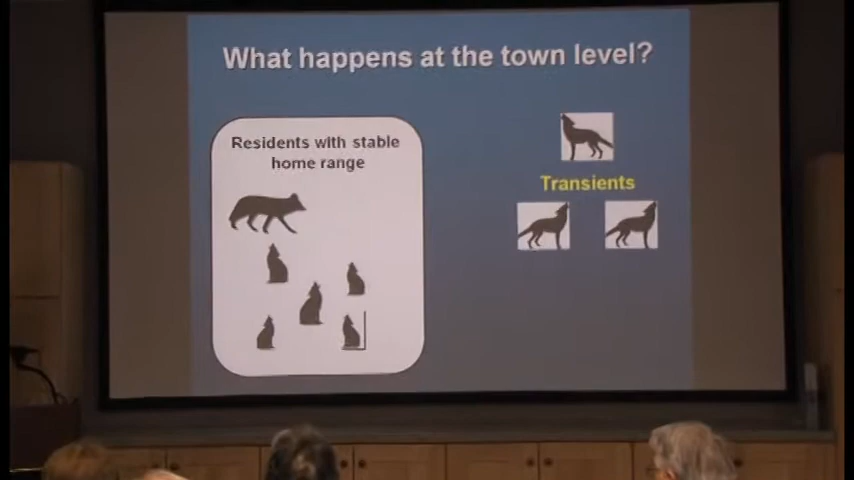 What happens at the town level?
Residents with stable
home range
Transients